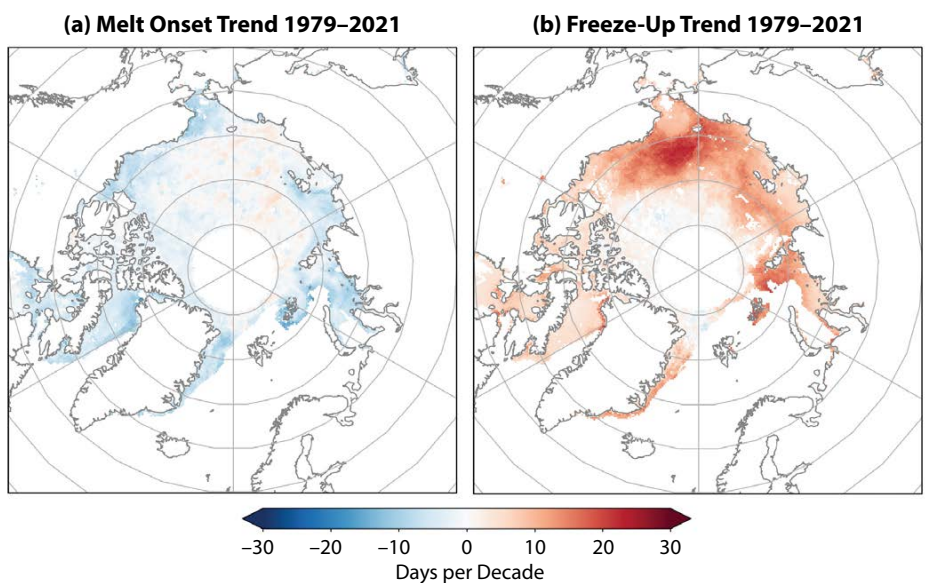 (a) Melt Onset Trend 1979–2021
(b) Freeze-Up Trend 1979–2021
−30 −20 −10 0 10 20 30
Days per Decade